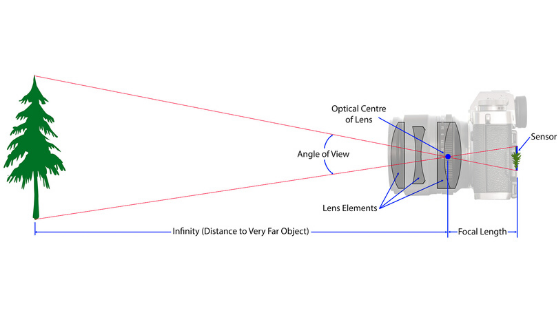 Optical Centre
of Lens
Sensor
Angle of View
Lens Elements
Infinity (Distance to Very Far Object)
Focal Length